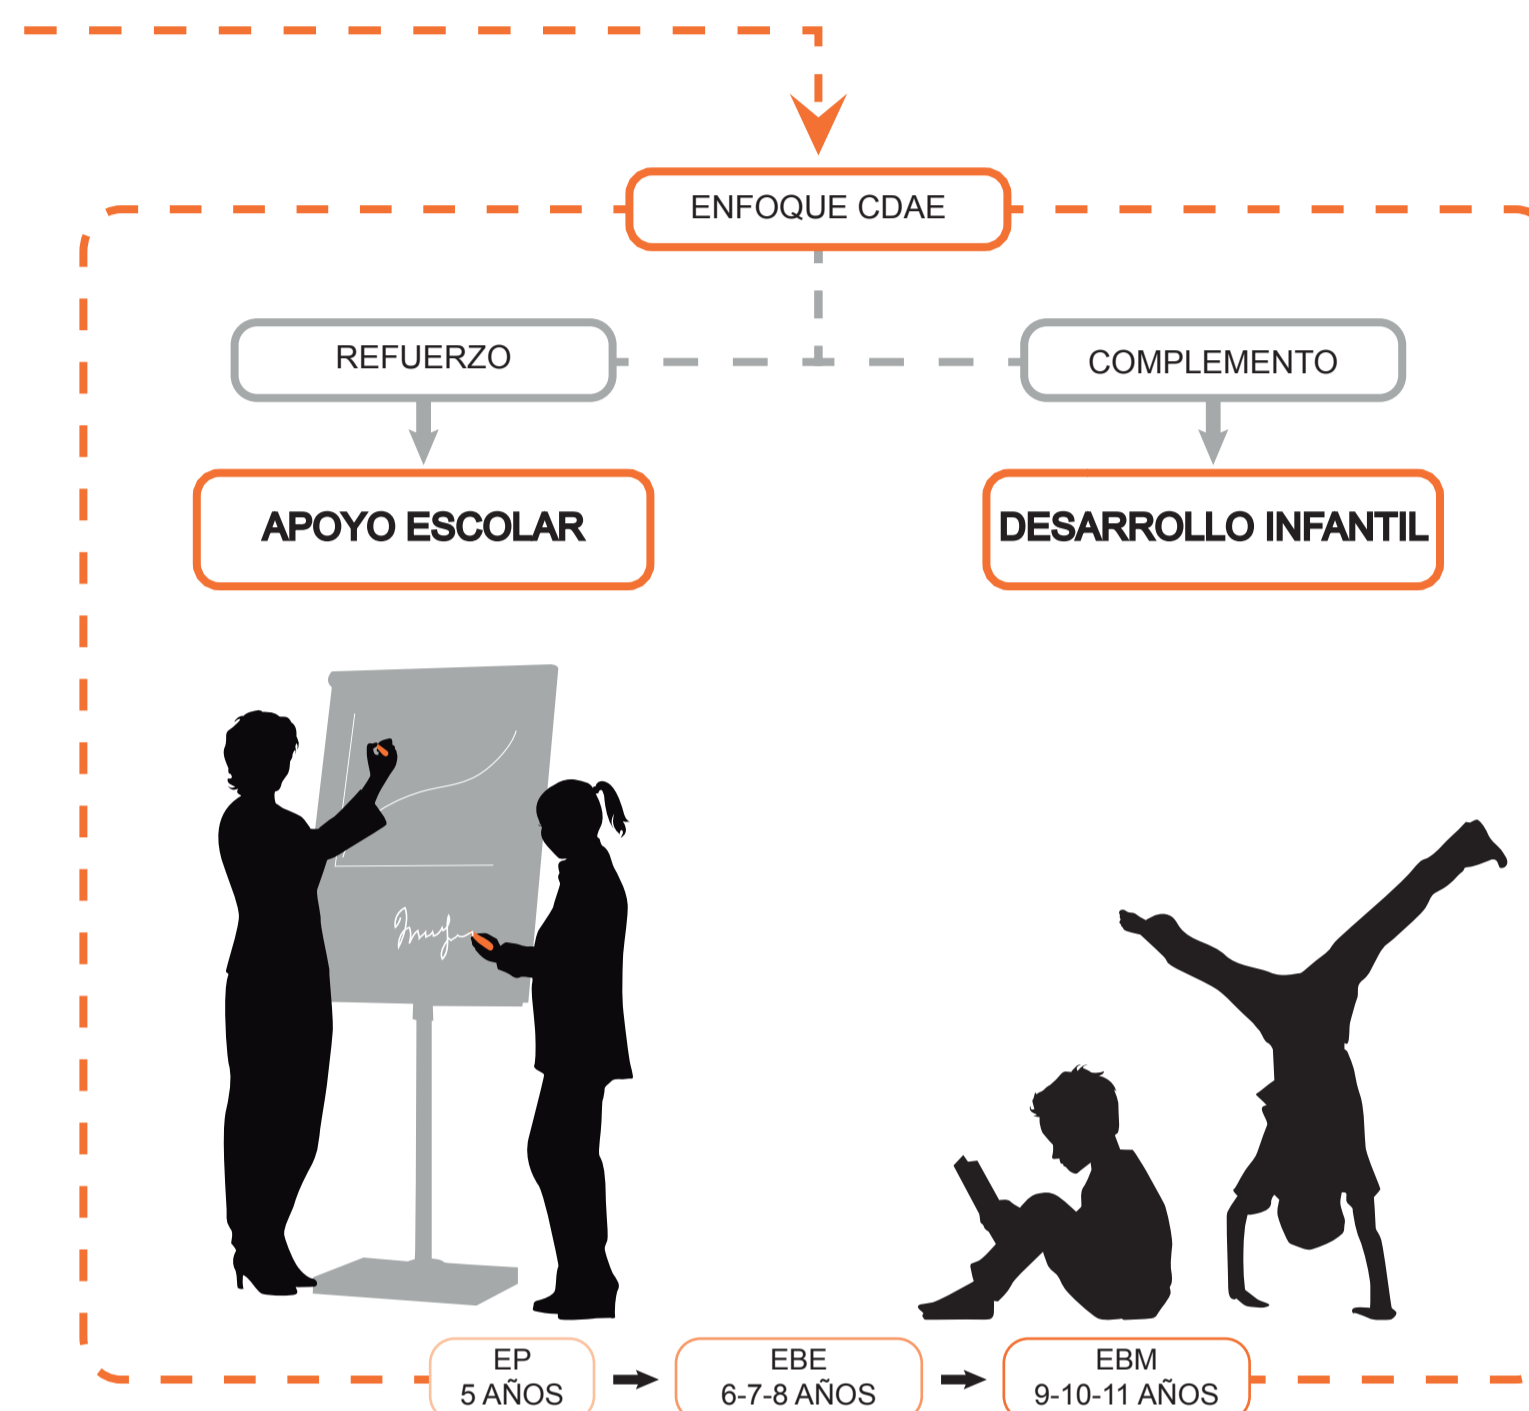 ENFOQUE CDAE
REFUERZO
COMPLEMENTO
APOYO ESCOLAR
DESARROLLO INFANTIL
EP
5 AÑOS
EBE
6-7-8 AÑOS
EBM
9-10-11 AÑOS